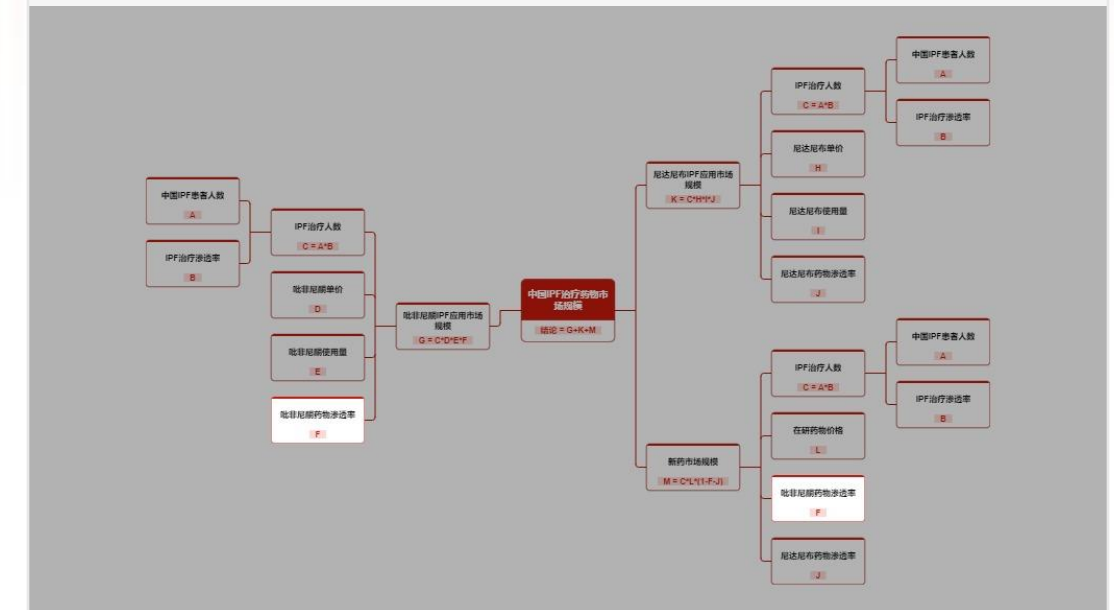 中国IPF患者人数
A
IPF治疗渗透率
B
IPF治疗人数
C = A*B
吡非尼酮单价
D
吡非尼酮使用量
E
吡非尼酮药物渗透率
F
吡非尼酮IPF应用市场
规模
G = C*D*E*F
中国IPF治疗药物市
场规模
结论 = G+K+M
尼达尼布IPF应用市场
规模
K = C*H*I*J
IPF治疗人数
C = A*B
中国IPF患者人数
A
IPF治疗渗透率
B
尼达尼布单价
H
尼达尼布使用量
I
尼达尼布药物渗透率
J
新药市场规模
M = C*L*(1-F-J)
IPF治疗人数
C = A*B
中国IPF患者人数
A
IPF治疗渗透率
B
在研药物价格
L
吡非尼酮药物渗透率
F
尼达尼布药物渗透率
J